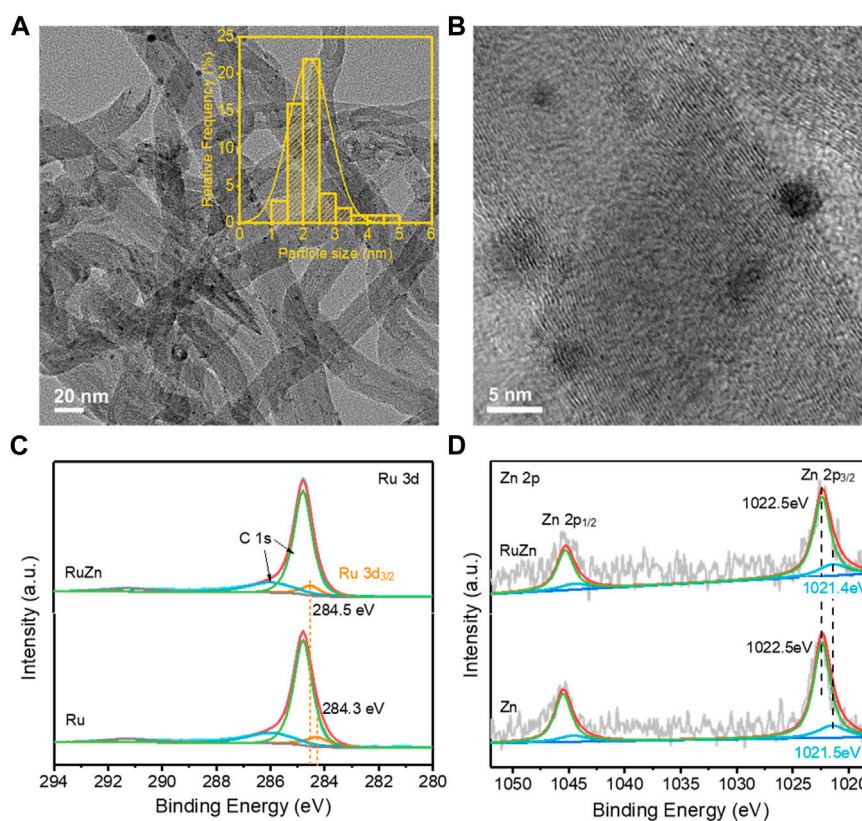 A
25
20
15
10
5
0
Relative Frequency (%)
0 1 2 3 4 5 6
Particle size (nm)
20 nm
B
5 nm
C
Ru 3d
C 1s
RuZn
Ru 3d3/2
284.5 eV
284.3 eV
Ru
Intensity (a.u.)
294 292 290 288 286 284 282 280
Binding Energy (eV)
D
Zn 2p
Zn 2p3/2
1022.5eV
Zn 2p1/2
RuZn
1021.4eV
1022.5eV
Zn
1021.5eV
Intensity (a.u.)
1050 1045 1040 1035 1030 1025 1020
Binding Energy (eV)